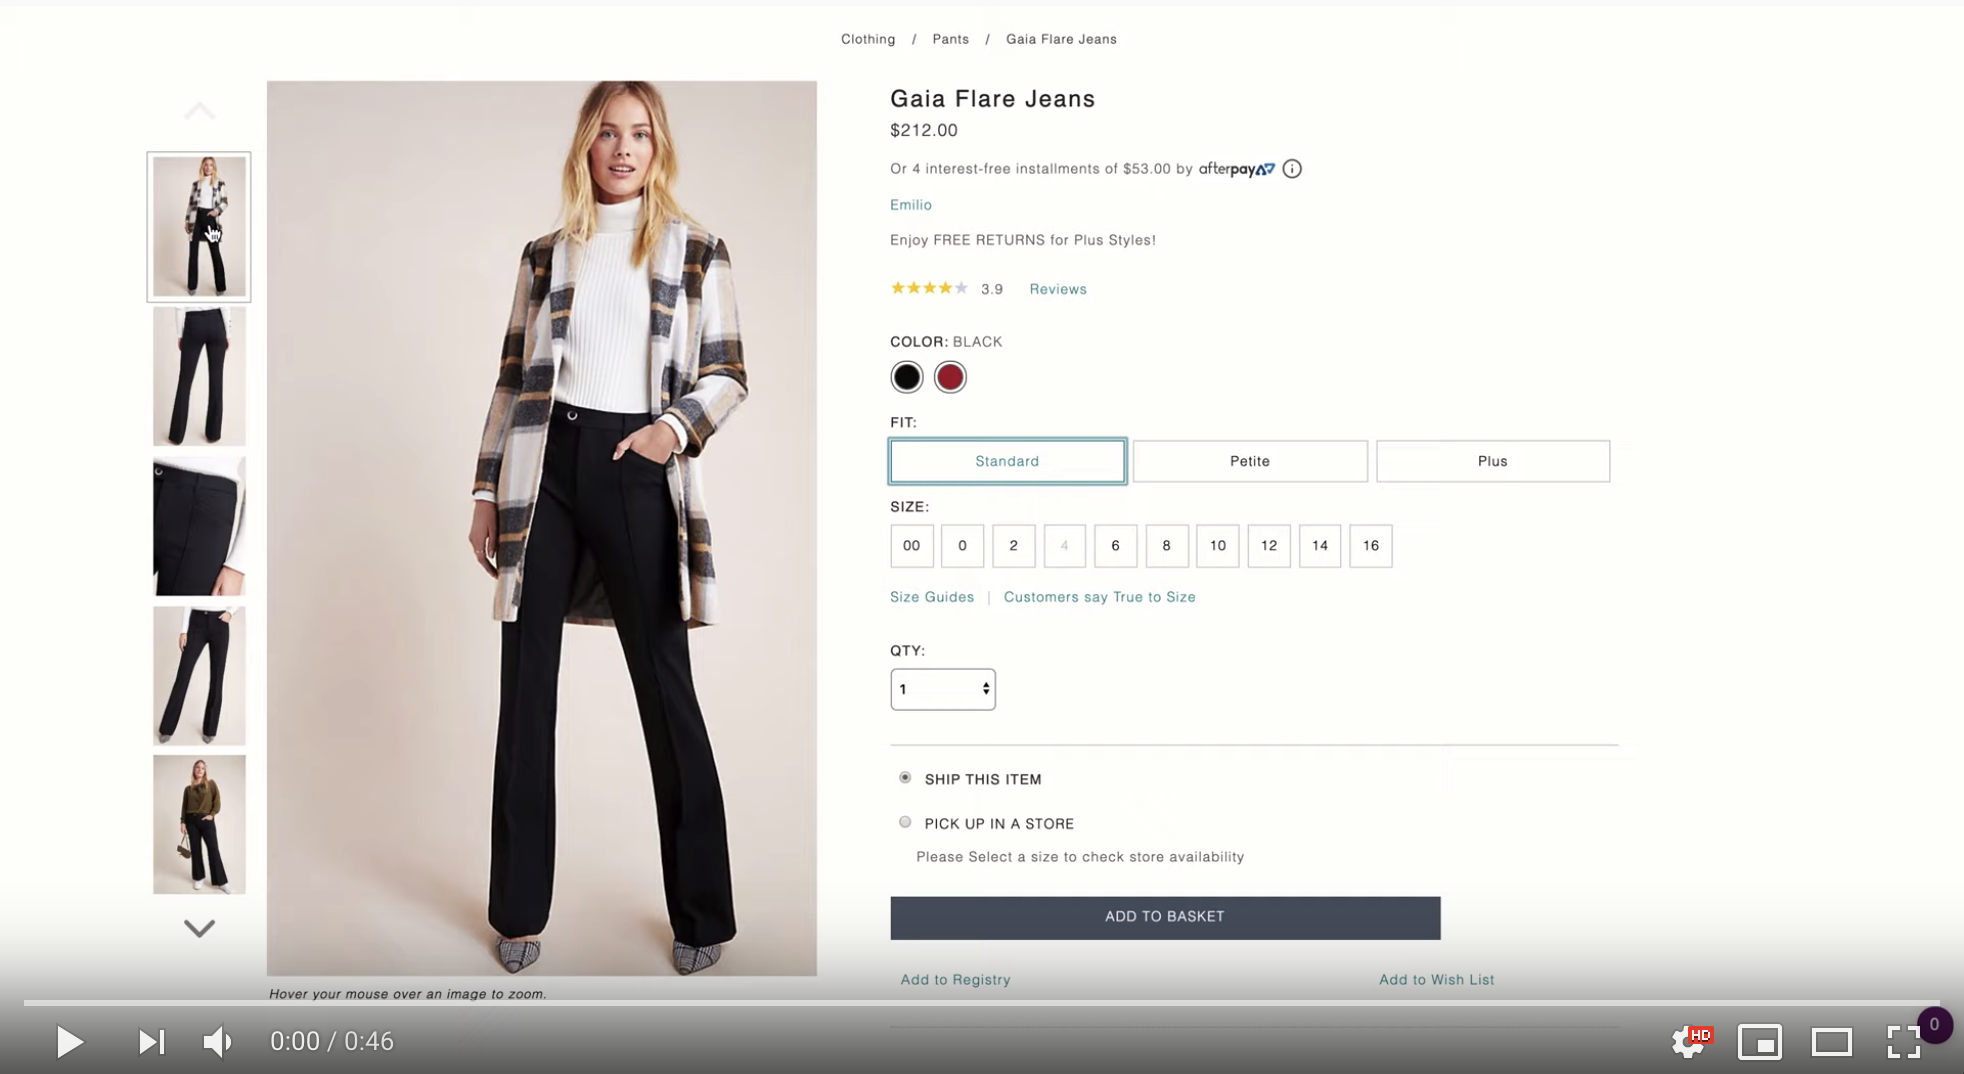 Clothing / Pants / Gaia Flare Jeans
Gaia Flare Jeans
$212.00
Or 4 interest-free installments of $53.00 by afterpay
Emilio
Enjoy FREE RETURNS for Plus Styles!
3.9 Reviews
COLOR: BLACK
FIT:
Standard Petite Plus
SIZE:
00 0 2 4 6 8 10 12 14 16
Size Guides | Customers say True to Size
QTY:
1
SHIP THIS ITEM
PICK UP IN A STORE
Please Select a size to check store availability
ADD TO BASKET
Add to Registry Add to Wish List
Hover your mouse over an image to zoom.
0:00 / 0:46 HD 0